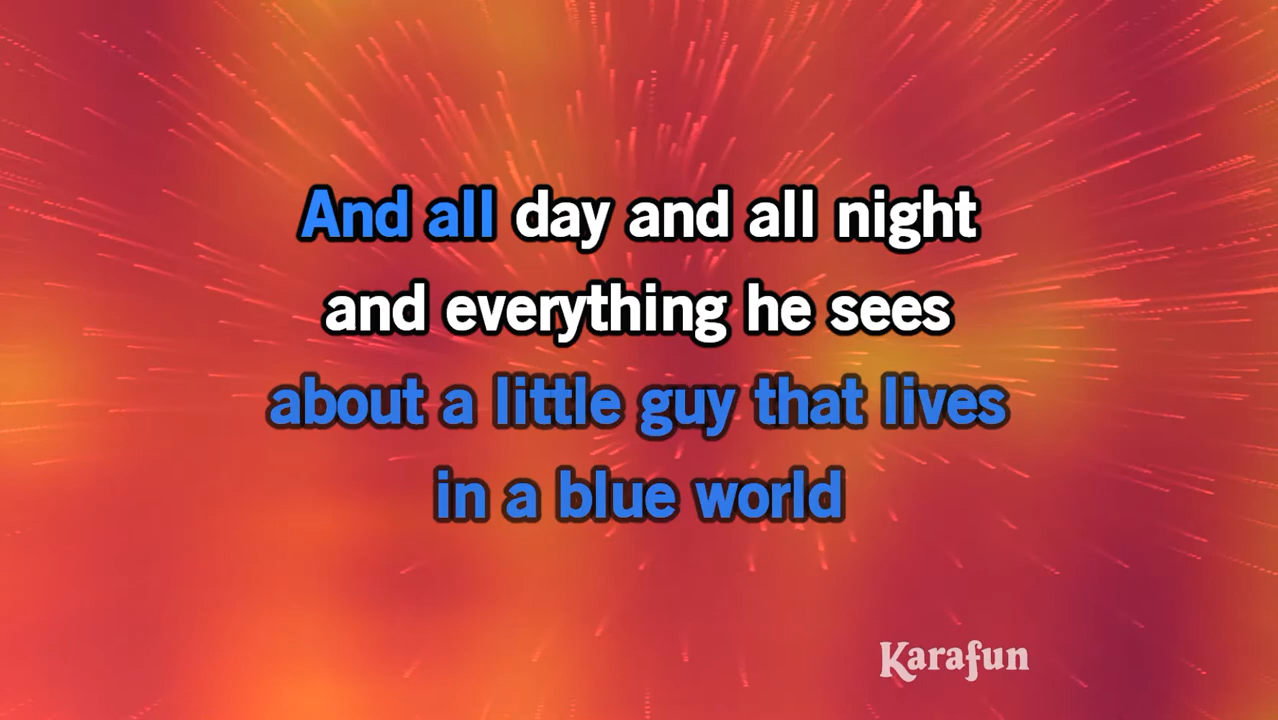 And all day and all night
and everything he sees
about a little guy that lives
in a blue world
Karafun